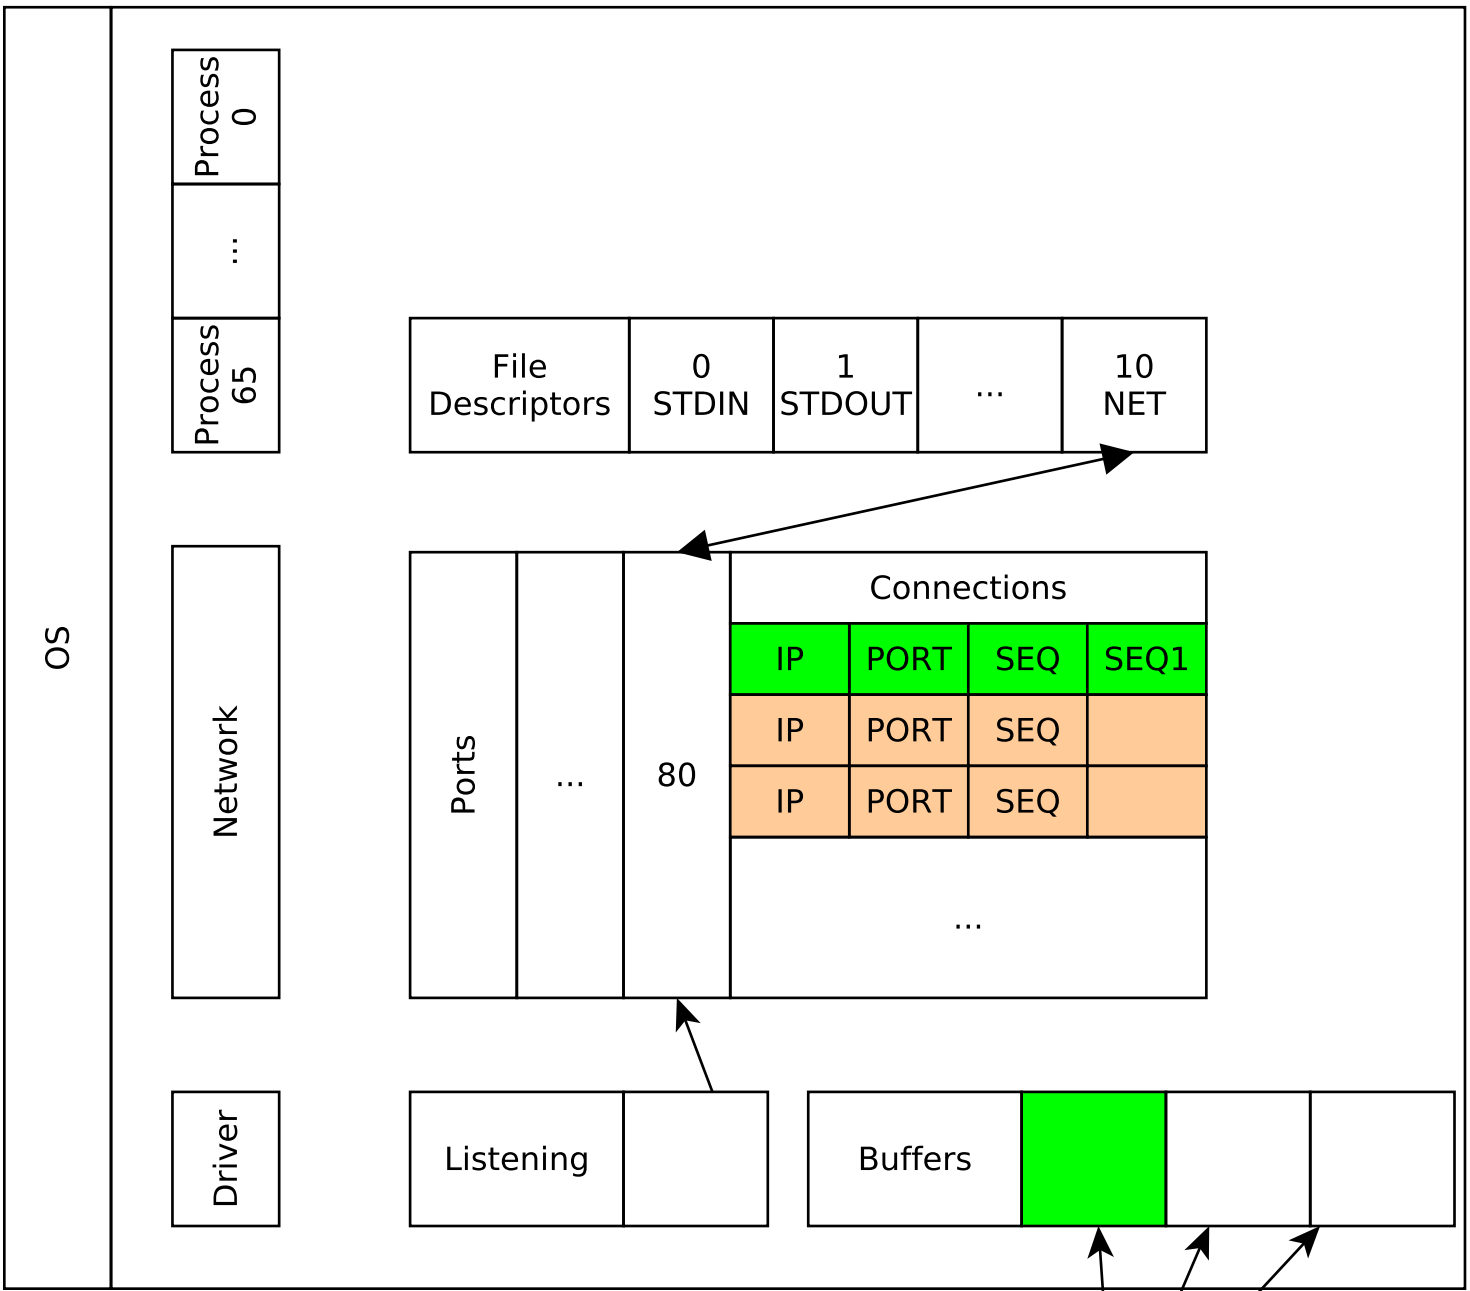 OS
Process
0
...
Process
65
File
Descriptors
0
STDIN
1
STDOUT
...
10
NET
Network
Ports
...
80
Connections
IP PORT SEQ SEQ1
IP PORT SEQ
IP PORT SEQ
...
Driver
Listening
Buffers